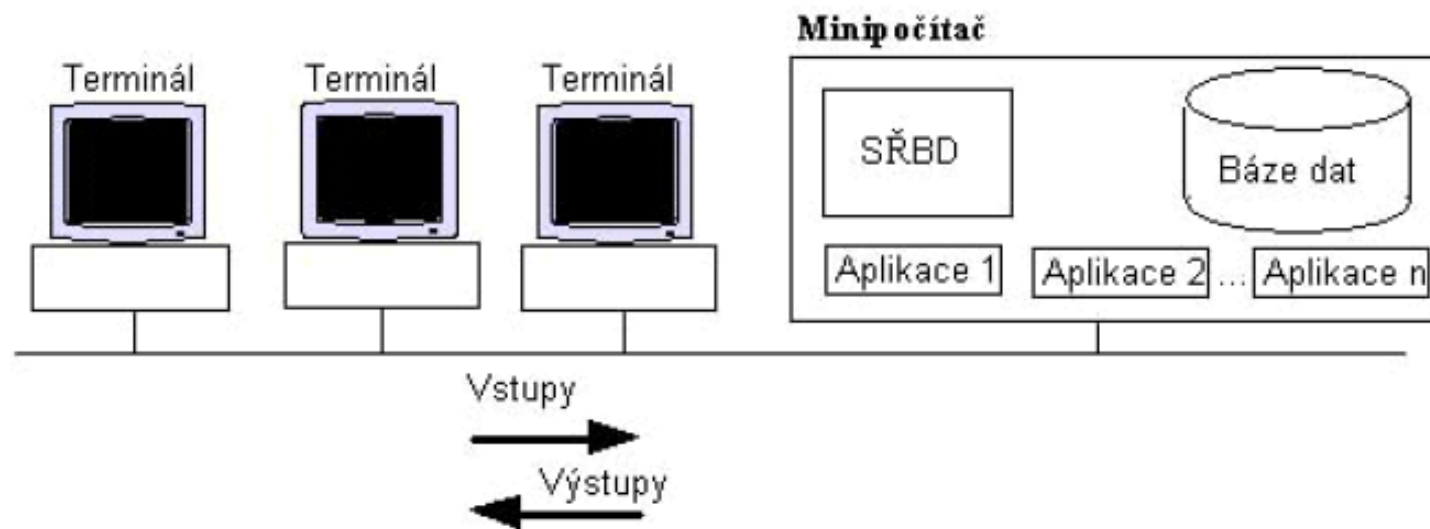 Minipočítač
Terminál Terminál Terminál
SŘBD
Báze dat
Aplikace 1 Aplikace 2 ... Aplikace n
Vstupy
Výstupy